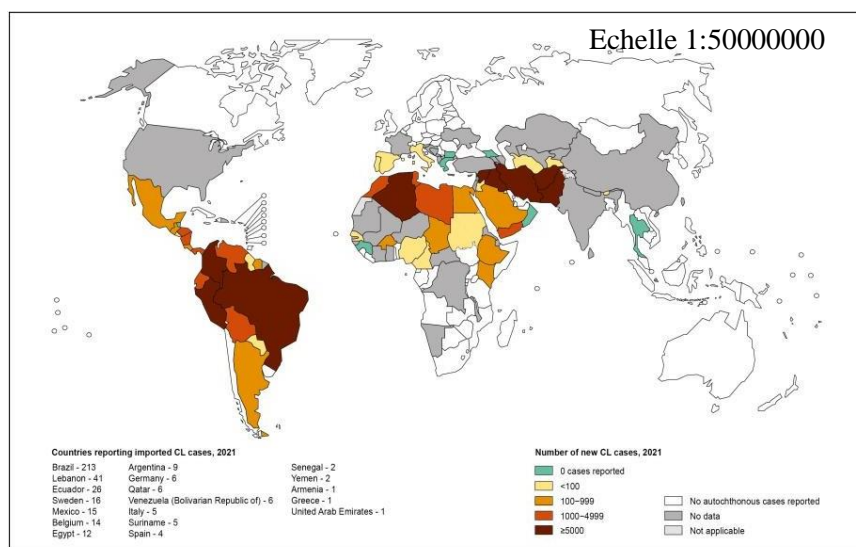 Echelle 1:50000000
Countries reporting imported CL cases, 2021
Brazil - 213
Lebanon - 41
Ecuador - 26
Sweden - 16
Mexico - 15
Belgium - 14
Egypt - 12
Argentina - 9
Germany - 6
Qatar - 6
Venezuela (Bolivarian Republic of) - 6
Italy - 5
Suriname - 5
Spain - 4
Senegal - 2
Yemen - 2
Armenia - 1
Greece - 1
United Arab Emirates - 1
Number of new CL cases, 2021
0 cases reported
<100
100–999
1000–4999
≥5000
No autochthonous cases reported
No data
Not applicable